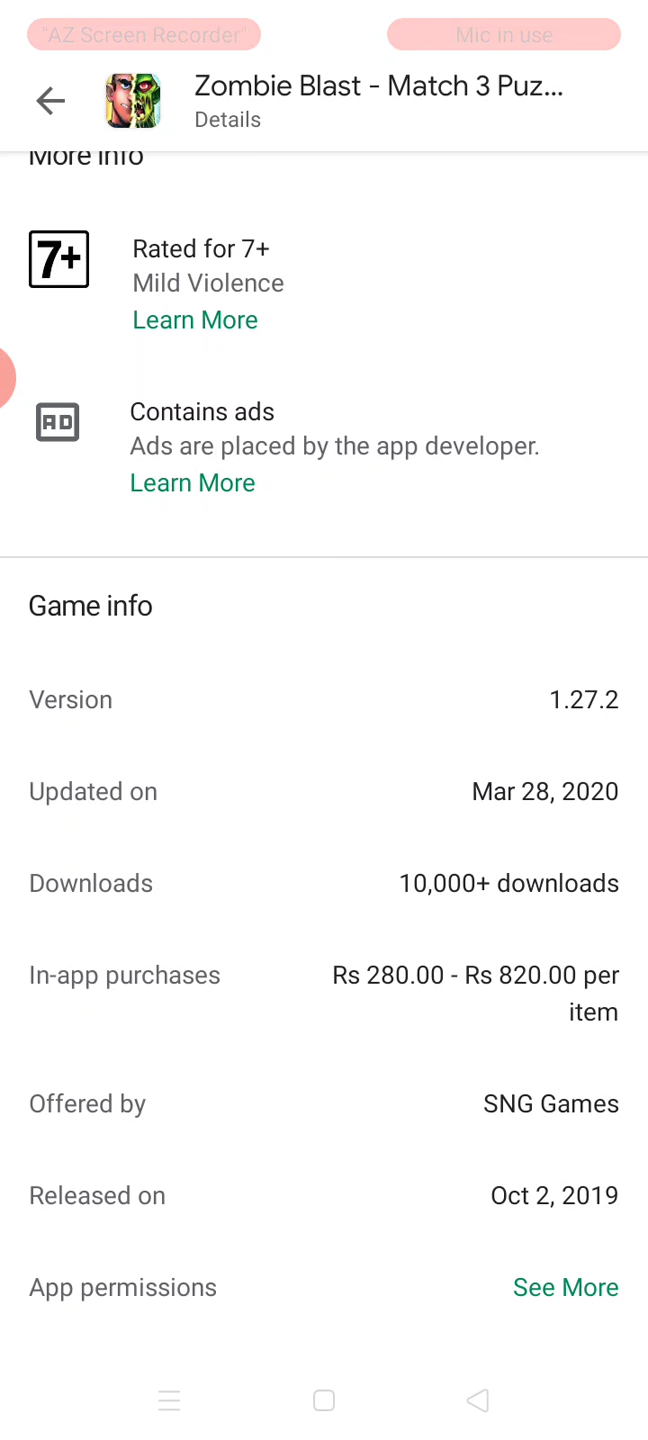 "AZ Screen Recorder"
Mic in use
Zombie Blast - Match 3 Puz...
Details
More info
7+
Rated for 7+
Mild Violence
Learn More
AD
Contains ads
Ads are placed by the app developer.
Learn More
Game info
Version 1.27.2
Updated on Mar 28, 2020
Downloads 10,000+ downloads
In-app purchases Rs 280.00 - Rs 820.00 per
item
Offered by SNG Games
Released on Oct 2, 2019
App permissions See More